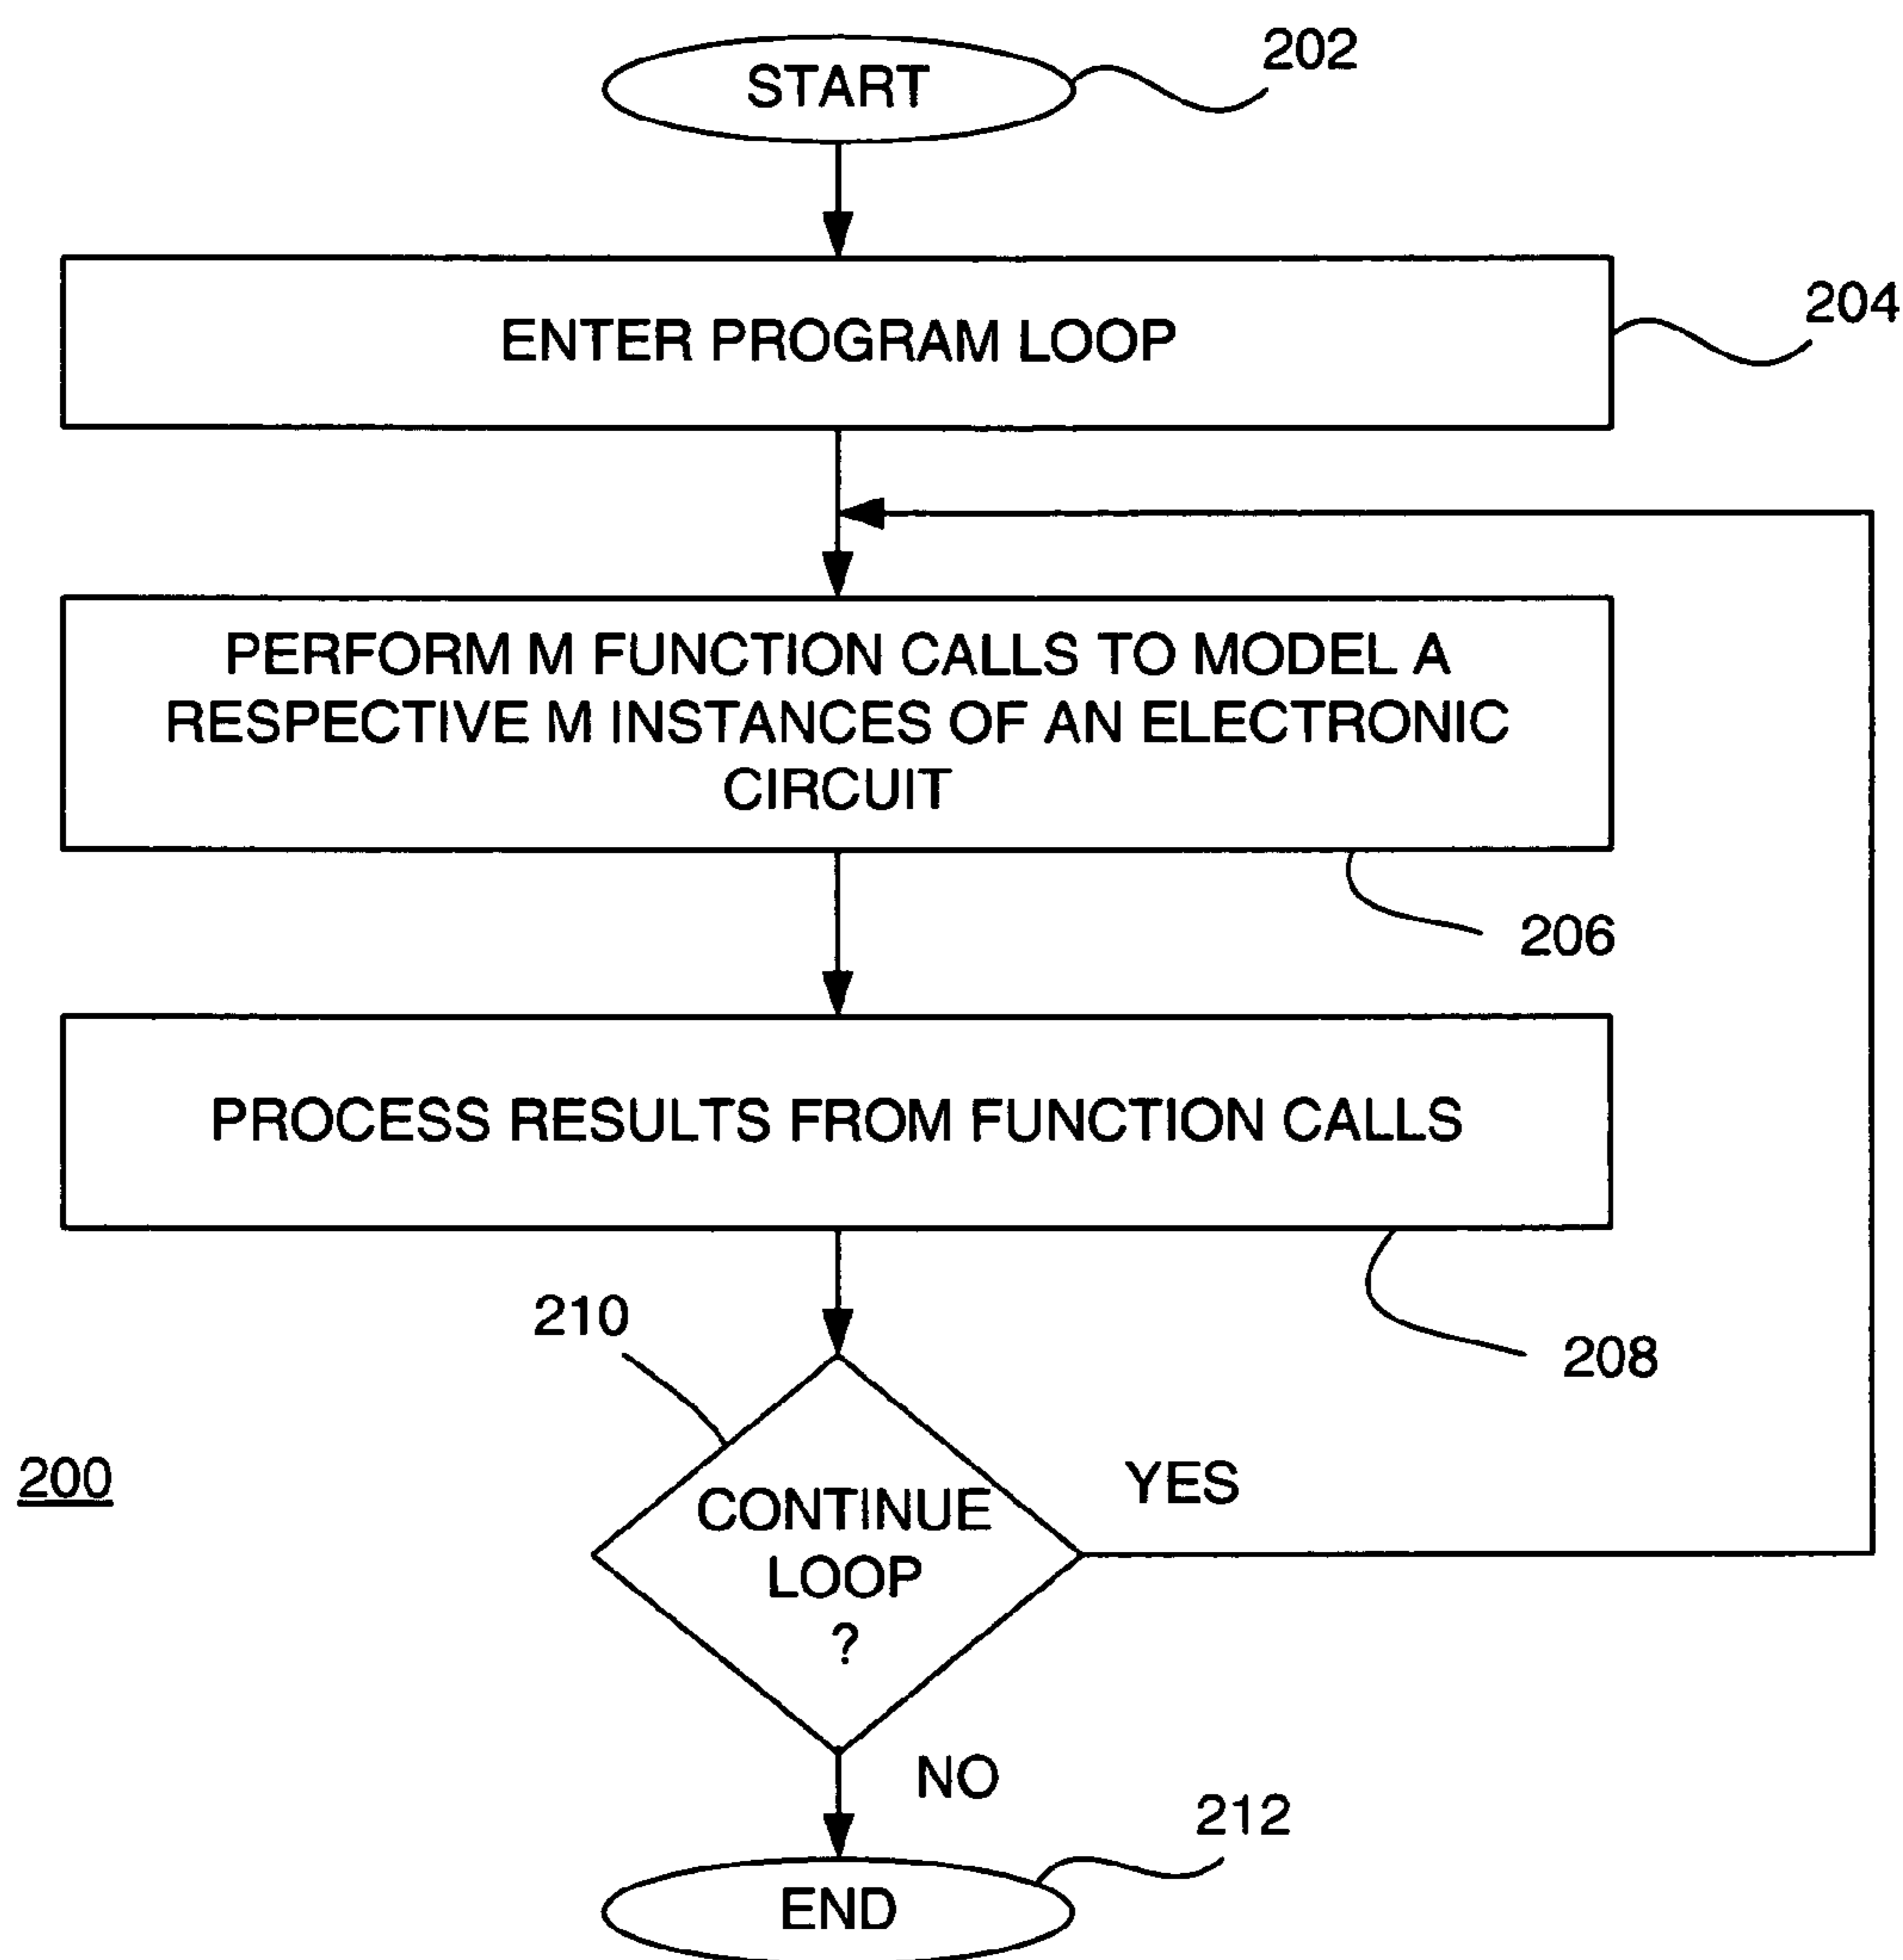 START
202
ENTER PROGRAM LOOP
204
PERFORM M FUNCTION CALLS TO MODEL A
RESPECTIVE M INSTANCES OF AN ELECTRONIC
CIRCUIT
206
PROCESS RESULTS FROM FUNCTION CALLS
208
210
200
CONTINUE
LOOP
?
YES
NO
212
END